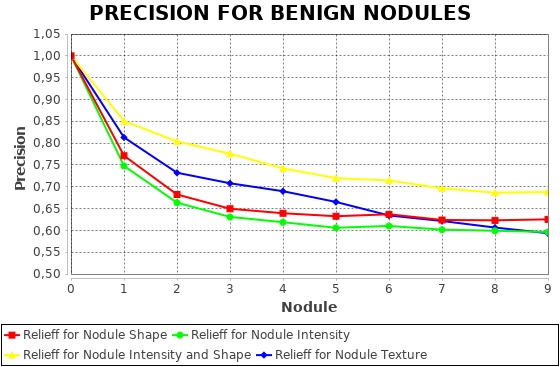 PRECISION FOR BENIGN NODULES
1,05
1,00
0,95
0,90
0,85
0,80
0,75
0,70
0,65
0,60
0,55
0,50
Precision
0 1 2 3 4 5 6 7 8 9
Nodule
Relieff for Nodule Shape Relieff for Nodule Intensity
Relieff for Nodule Intensity and Shape Relieff for Nodule Texture